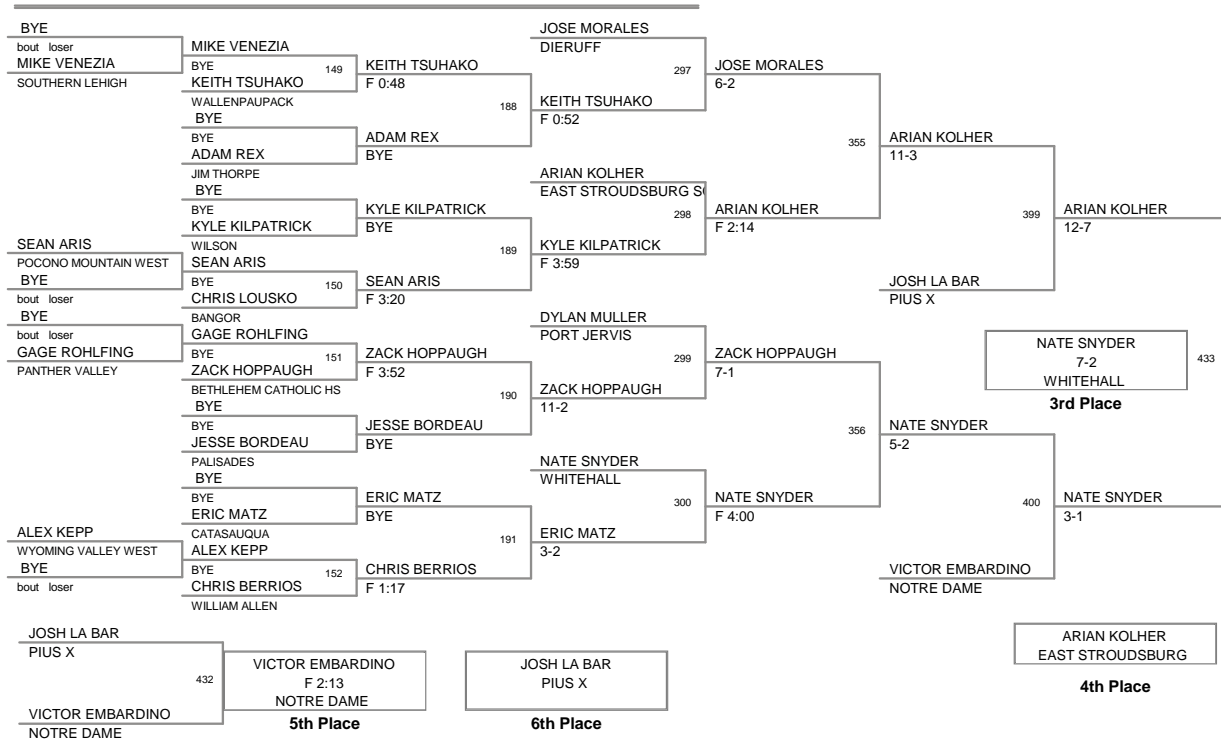 BYE
bout loser
MIKE VENEZIA
SOUTHERN LEHIGH
SEAN ARIS
POCONO MOUNTAIN WEST
BYE
bout loser
BYE
bout loser
GAGE ROHLFING
PANTHER VALLEY
ALEX KEPP
WYOMING VALLEY WEST
BYE
bout loser
MIKE VENEZIA
BYE
149
KEITH TSUHAKO
WALLENPAUPACK
BYE
BYE
ADAM REX
JIM THORPE
BYE
BYE
KYLE KILPATRICK
WILSON
SEAN ARIS
BYE
150
CHRIS LOUSKO
BANGOR
GAGE ROHLFING
BYE
151
ZACK HOPPAUGH
BETHLEHEM CATHOLIC HS
BYE
BYE
JESSE BORDEAU
PALISADES
BYE
BYE
ERIC MATZ
CATASAUQUA
ALEX KEPP
BYE
152
CHRIS BERRIOS
WILLIAM ALLEN
KEITH TSUHAKO
F 0:48
188
ADAM REX
BYE
KYLE KILPATRICK
BYE
189
SEAN ARIS
F 3:20
ZACK HOPPAUGH
F 3:52
190
JESSE BORDEAU
BYE
ERIC MATZ
BYE
191
CHRIS BERRIOS
F 1:17
JOSE MORALES
DIERUFF
297
KEITH TSUHAKO
F 0:52
ARIAN KOLHER
EAST STROUDSBURG S
298
KYLE KILPATRICK
F 3:59
DYLAN MULLER
PORT JERVIS
299
ZACK HOPPAUGH
11-2
NATE SNYDER
WHITEHALL
300
ERIC MATZ
3-2
JOSE MORALES
6-2
355
ARIAN KOLHER
F 2:14
ZACK HOPPAUGH
7-1
356
NATE SNYDER
F 4:00
ARIAN KOLHER
11-3
399
JOSH LA BAR
PIUS X
NATE SNYDER
5-2
400
VICTOR EMBARDINO
NOTRE DAME
ARIAN KOLHER
12-7
NATE SNYDER
7-2
WHITEHALL
433
3rd Place
NATE SNYDER
3-1
ARIAN KOLHER
EAST STROUDSBURG
4th Place
JOSH LA BAR
PIUS X
432
VICTOR EMBARDINO
NOTRE DAME
VICTOR EMBARDINO
F 2:13
NOTRE DAME
5th Place
JOSH LA BAR
PIUS X
6th Place